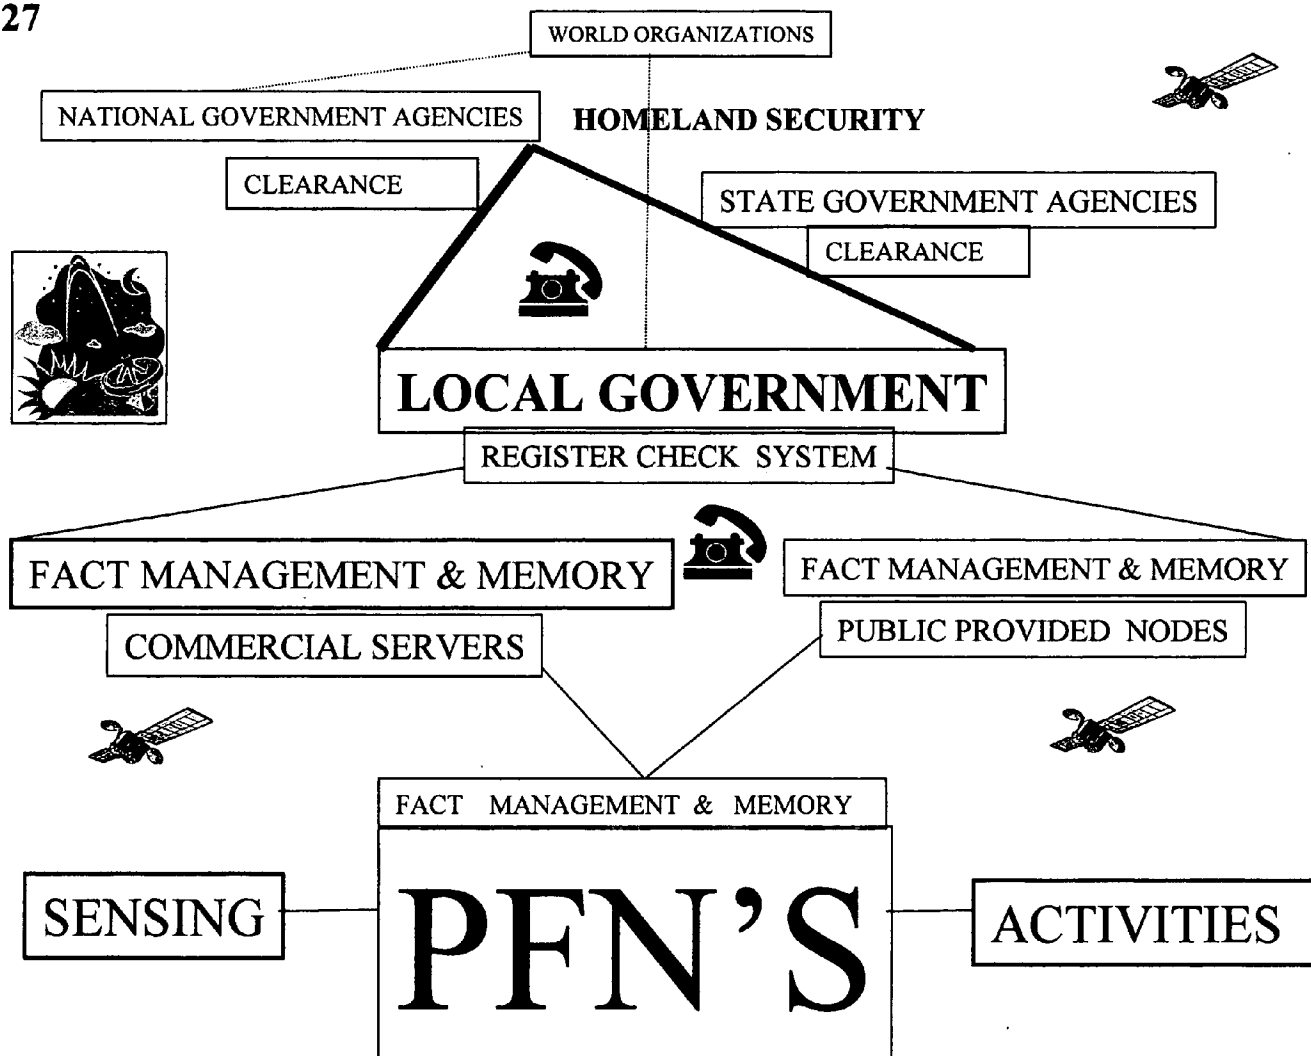 27
WORLD ORGANIZATIONS
NATIONAL GOVERNMENT AGENCIES
HOMELAND SECURITY
CLEARANCE
STATE GOVERNMENT AGENCIES
CLEARANCE
LOCAL GOVERNMENT
REGISTER CHECK SYSTEM
FACT MANAGEMENT & MEMORY
FACT MANAGEMENT & MEMORY
COMMERCIAL SERVERS
PUBLIC PROVIDED NODES
FACT MANAGEMENT & MEMORY
SENSING
PFN'S
ACTIVITIES